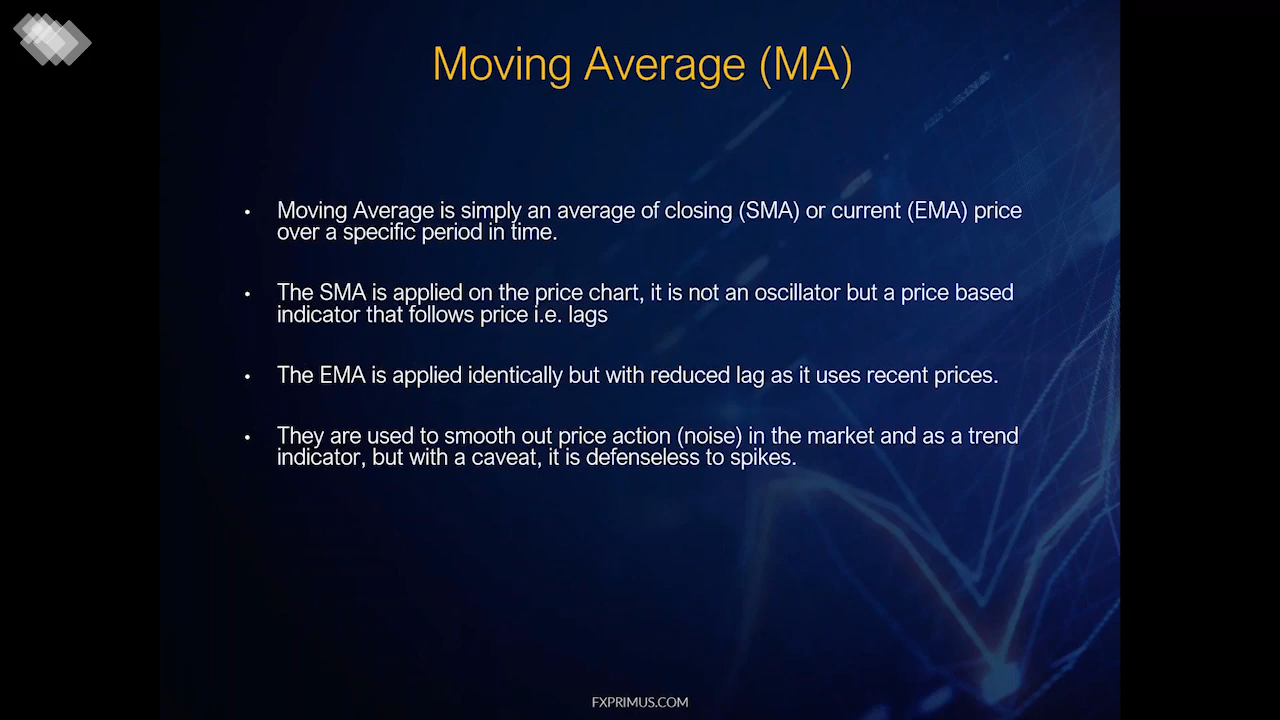 Moving Average (MA)
• Moving Average is simply an average of closing (SMA) or current (EMA) price
over a specific period in time.
• The SMA is applied on the price chart, it is not an oscillator but a price based
indicator that follows price i.e. lags
• The EMA is applied identically but with reduced lag as it uses recent prices.
• They are used to smooth out price action (noise) in the market and as a trend
indicator, but with a caveat, it is defenseless to spikes.
FXPRIMUS.COM